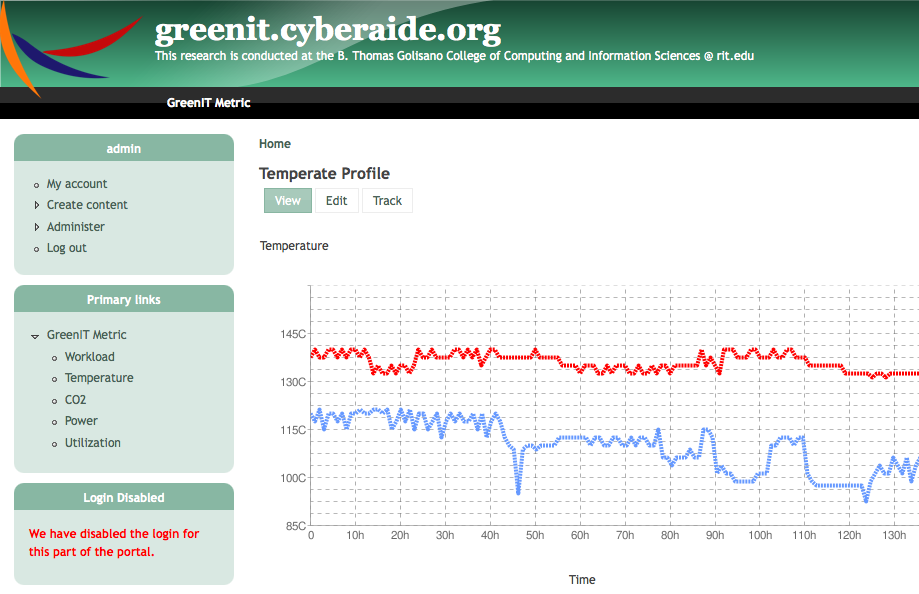 greenit.cyberaide.org
This research is conducted at the B. Thomas Golisano College of Computing and Information Sciences @ rit.edu
GreenIT Metric
admin
My account
Create content
Administer
Log out
Primary links
GreenIT Metric
Workload
Temperature
CO2
Power
Utilization
Login Disabled
We have disabled the login for
this part of the portal.
Home
Temperate Profile
View Edit Track
Temperature
145C
130C
115C
100C
85C
0 10h 20h 30h 40h 50h 60h 70h 80h 90h 100h 110h 120h 130h
Time